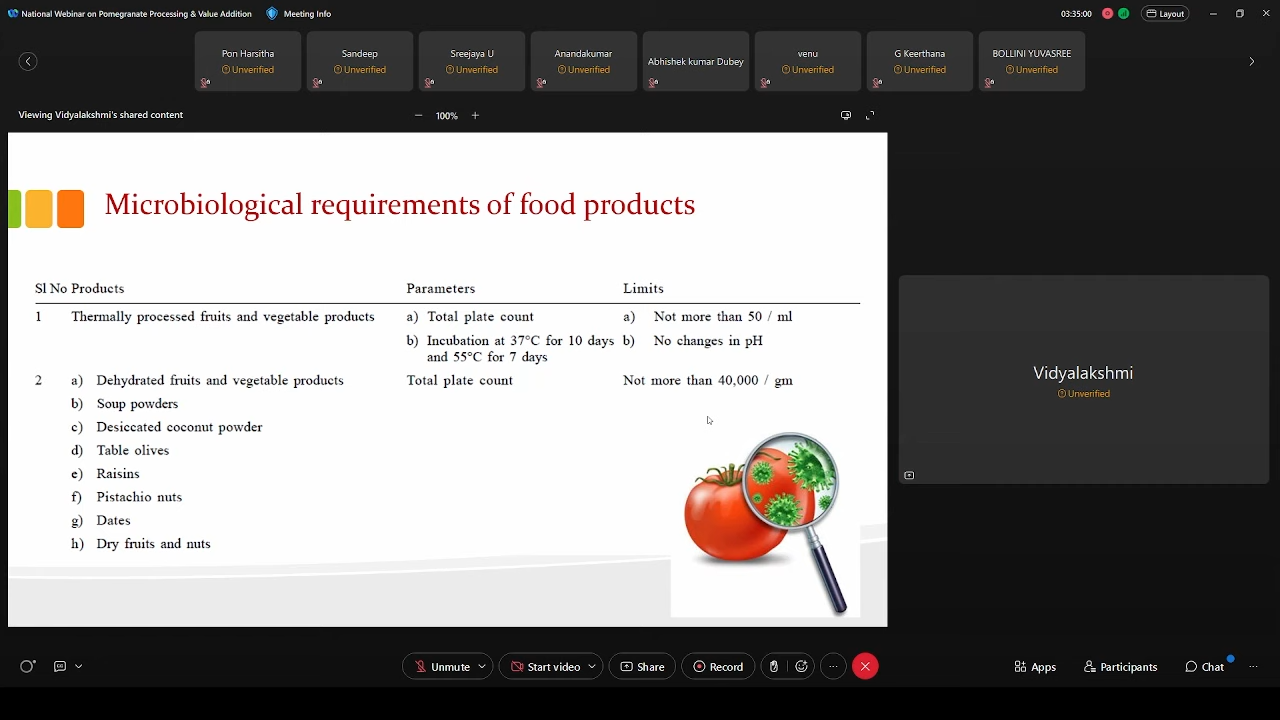 National Webinar on Pomegranate Processing & Value Addition Meeting Info 03:35:00 Layout
Pon Harsitha Unverified
Sandeep Unverified
Sreejaya U Unverified
Anandakumar Unverified
Abhishek kumar Dubey
venu Unverified
G Keerthana Unverified
BOLLINI YUVASREE Unverified
Viewing Vidyalakshmi's shared content 100%
Microbiological requirements of food products
Sl No Products Parameters Limits
1 Thermally processed fruits and vegetable products a) Total plate count a) Not more than 50 / ml
b) Incubation at 37°C for 10 days b) No changes in pH
and 55°C for 7 days
2 a) Dehydrated fruits and vegetable products Total plate count Not more than 40,000 / gm
b) Soup powders
c) Desiccated coconut powder
d) Table olives
e) Raisins
f) Pistachio nuts
g) Dates
h) Dry fruits and nuts
Vidyalakshmi
Unverified
Unmute Start video Share Record Apps Participants Chat